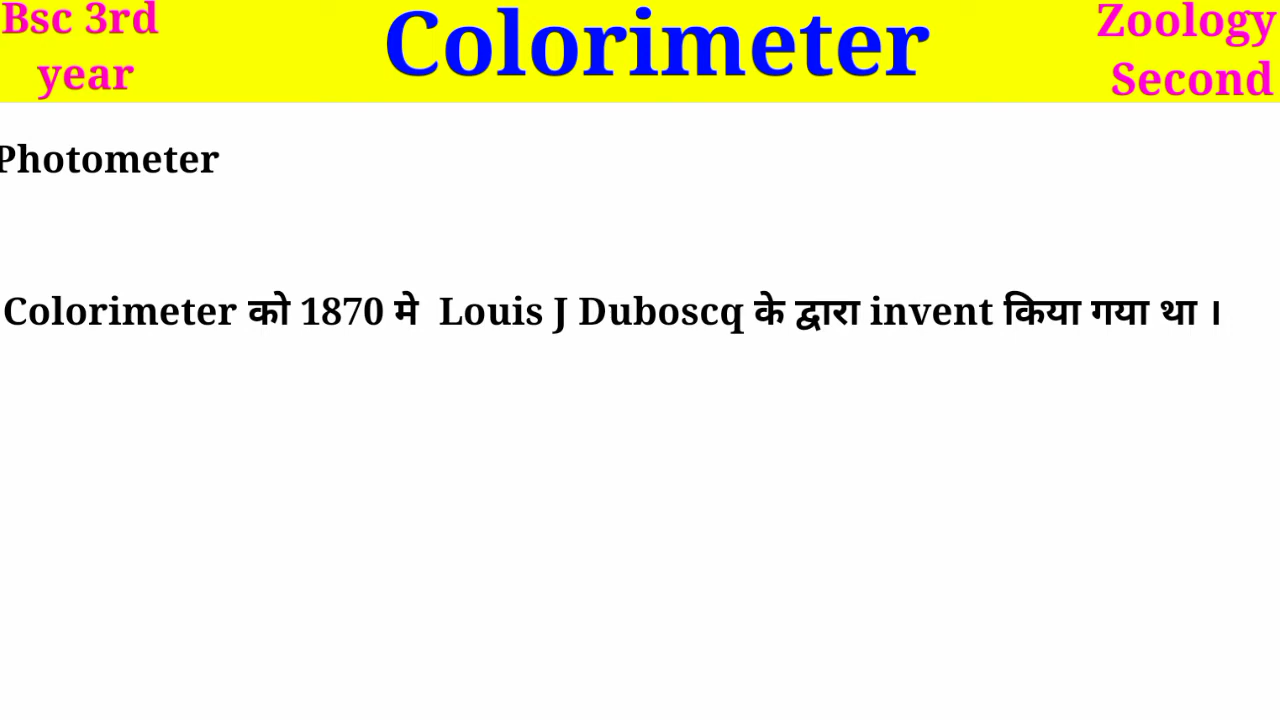 Bsc 3rd
year
Colorimeter
Zoology
Second
Photometer
Colorimeter को 1870 मे  Louis J Duboscq के द्वारा invent किया गया था ।